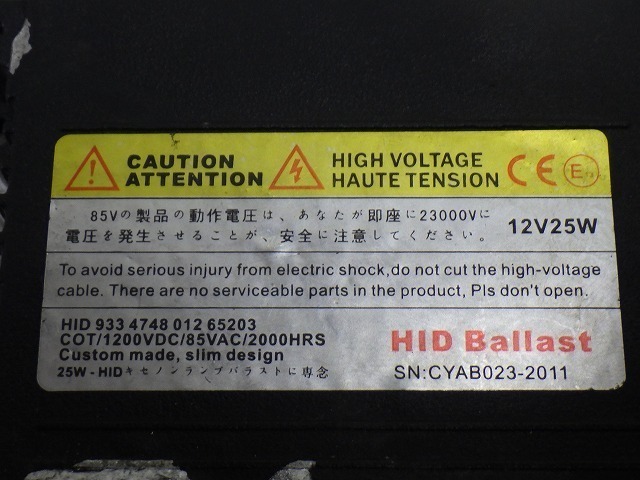 CAUTION
ATTENTION
HIGH VOLTAGE
HAUTE TENSION
CE
85Vの製品の動作電圧は、あなたが即座に23000Vに
電圧を発生させることが、安全に注意してください。
12V25W
To avoid serious injury from electric shock,do not cut the high-voltage
cable. There are no serviceable parts in the product, Pls don't open.
HID 933 4748 012 65203
COT/1200VDC/85VAC/2000HRS
Custom made, slim design
25W-HIDキセノンランプバラストに専念
HID Ballast
SN:CYAB023-2011